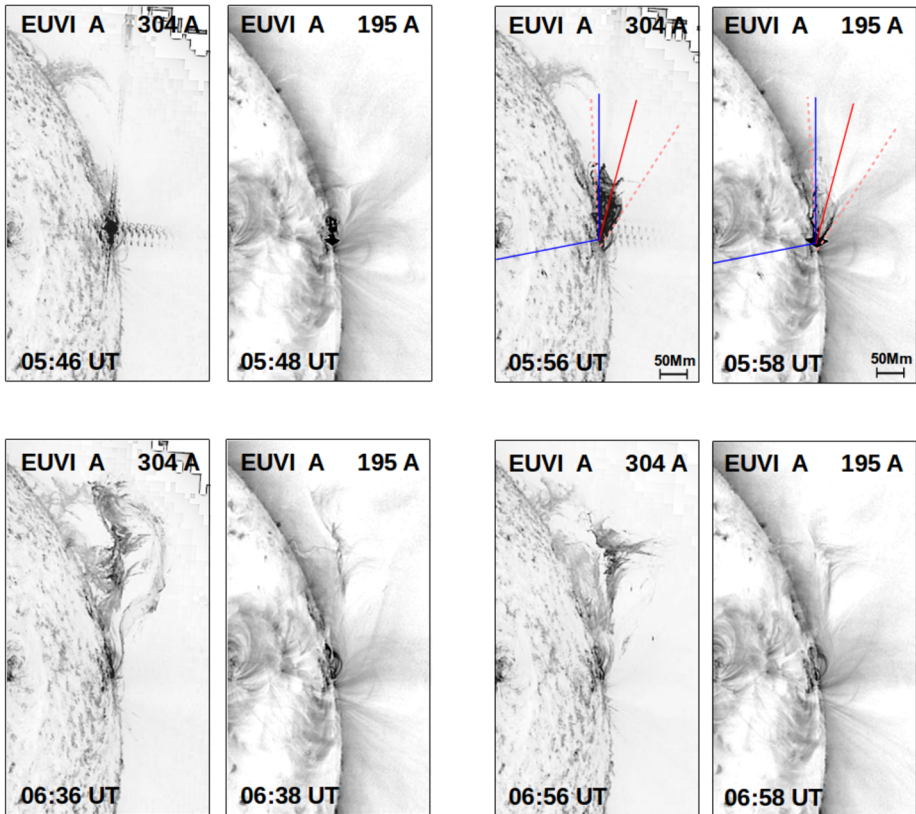 EUVI A 304 A
EUVI A 195 A
EUVI A 304 A
EUVI A 195 A
05:46 UT
05:48 UT
05:56 UT
50Mm
05:58 UT
50Mm
EUVI A 304 A
EUVI A 195 A
EUVI A 304 A
EUVI A 195 A
06:36 UT
06:38 UT
06:56 UT
06:58 UT